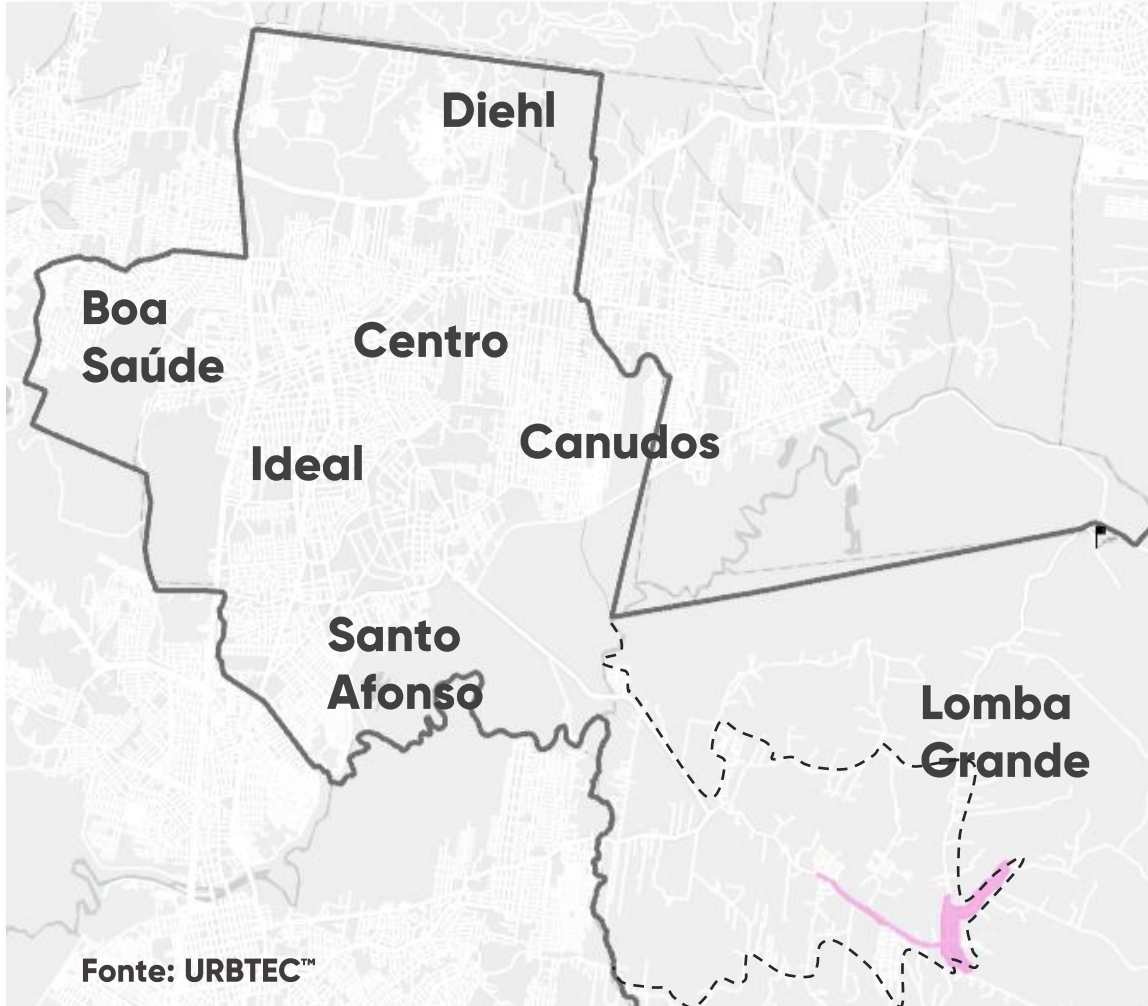 Diehl
Boa
Saúde
Centro
Canudos
Ideal
Santo
Afonso
Lomba
Grande
Fonte: URBTEC™